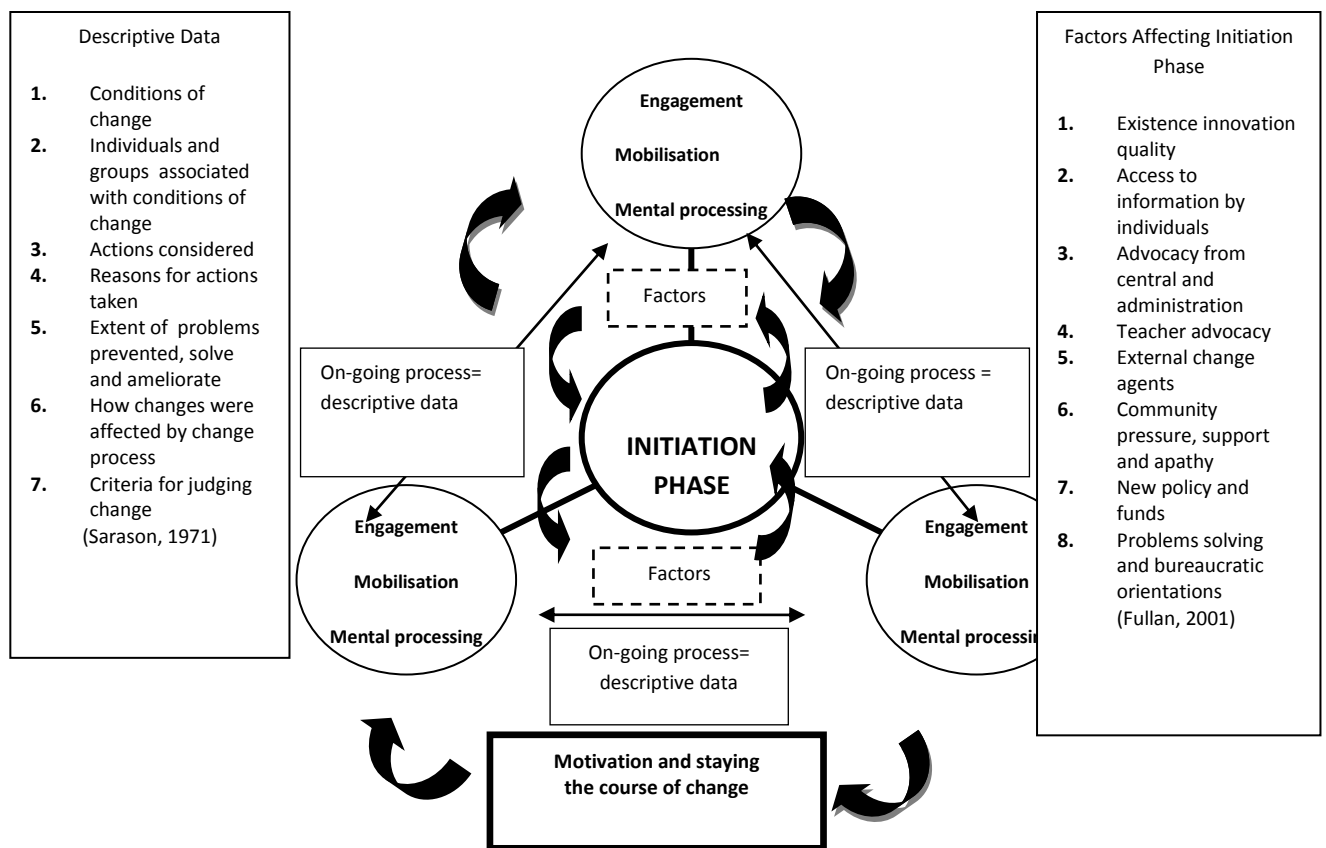 Descriptive Data
1. Conditions of
change
2. Individuals and
groups associated
with conditions of
change
3. Actions considered
4. Reasons for actions
taken
5. Extent of problems
prevented, solve
and ameliorate
6. How changes were
affected by change
process
7. Criteria for judging
change
(Sarason, 1971)
Engagement
Mobilisation
Mental processing
Factors
On-going process=
descriptive data
On-going process =
descriptive data
INITIATION
PHASE
Engagement
Mobilisation
Mental processing
Factors
Engagement
Mobilisation
Mental
On-going process=
descriptive data
Motivation and staying
the course of change
Factors Affecting Initiation
Phase
1. Existence innovation
quality
2. Access to
information by
individuals
3. Advocacy from
central and
administration
4. Teacher advocacy
5. External change
agents
6. Community
pressure, support
and apathy
7. New policy and
funds
8. Problems solving
and bureaucratic
orientations
(Fullan, 2001)